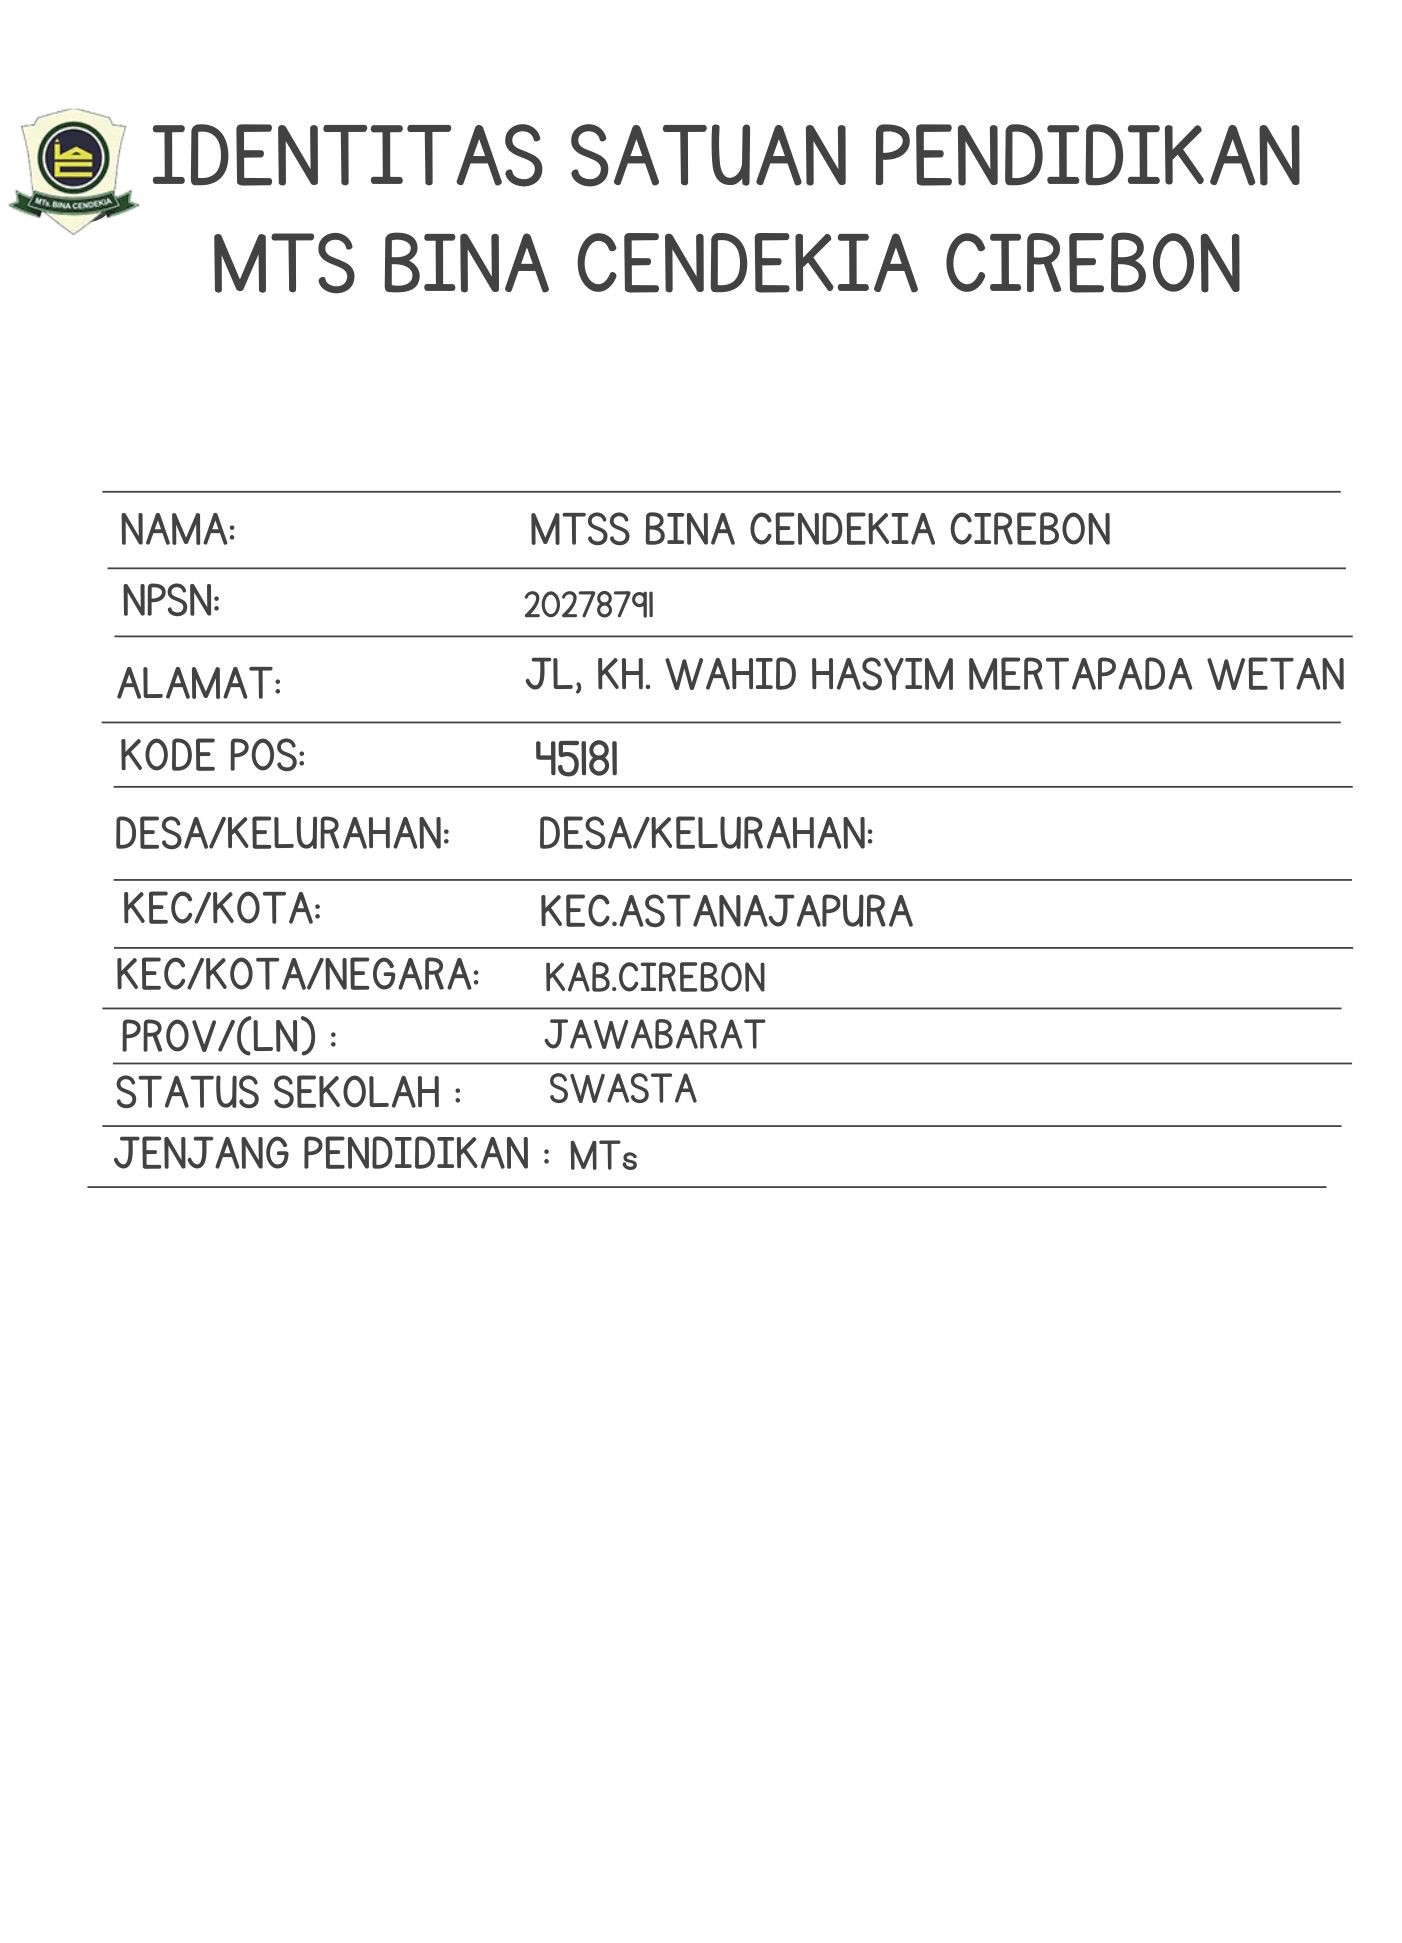 IDENTITAS SATUAN PENDIDIKAN
MTS BINA CENDEKIA CIREBON
MTs. BINA CENDEKIA
NAMA: MTSS BINA CENDEKIA CIREBON
NPSN: 20278791
ALAMAT: JL, KH. WAHID HASYIM MERTAPADA WETAN
KODE POS: 45181
DESA/KELURAHAN: DESA/KELURAHAN:
KEC/KOTA: KEC.ASTANAJAPURA
KEC/KOTA/NEGARA: KAB.CIREBON
PROV/(LN) : JAWABARAT
STATUS SEKOLAH : SWASTA
JENJANG PENDIDIKAN : MTs